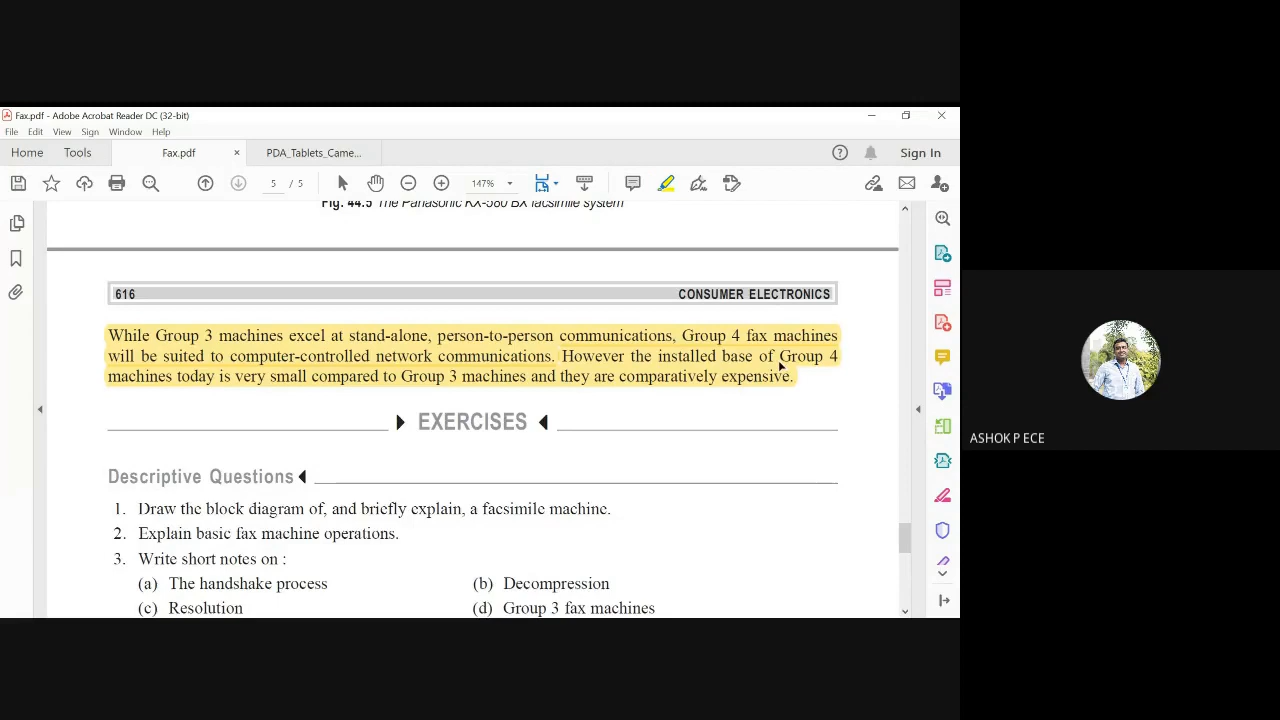 Fax.pdf - Adobe Acrobat Reader DC (32-bit)
File Edit View Sign Window Help
Home Tools Fax.pdf × PDA_Tablets_Came... Sign In
5 / 5 147%
Fig. 44.5 The Panasonic KX-580 BX facsimile system
616 CONSUMER ELECTRONICS
While Group 3 machines excel at stand-alone, person-to-person communications, Group 4 fax machines
will be suited to computer-controlled network communications. However the installed base of Group 4
machines today is very small compared to Group 3 machines and they are comparatively expensive.
EXERCISES
Descriptive Questions
1. Draw the block diagram of, and briefly explain, a facsimile machine.
2. Explain basic fax machine operations.
3. Write short notes on :
(a) The handshake process (b) Decompression
(c) Resolution (d) Group 3 fax machines
ASHOK P ECE